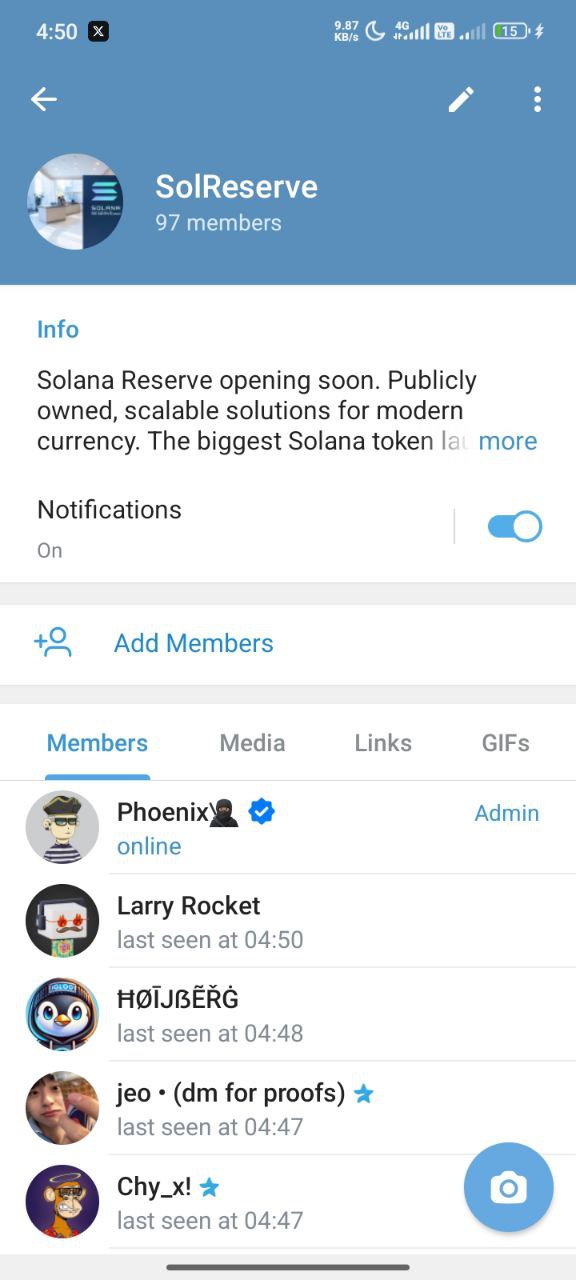 4:50
9.87
KB/s
4G
Vo
LTE
15
SolReserve
97 members
SOLANA
Info
Solana Reserve opening soon. Publicly
owned, scalable solutions for modern
currency. The biggest Solana token lau more
Notifications
On
Add Members
Members Media Links GIFs
Phoenix🥷 Admin
online
Larry Rocket
last seen at 04:50
IGLOO
ĦØĪJẞẼŘĠ
last seen at 04:48
jeo • (dm for proofs)
last seen at 04:47
Chy_x!
last seen at 04:47